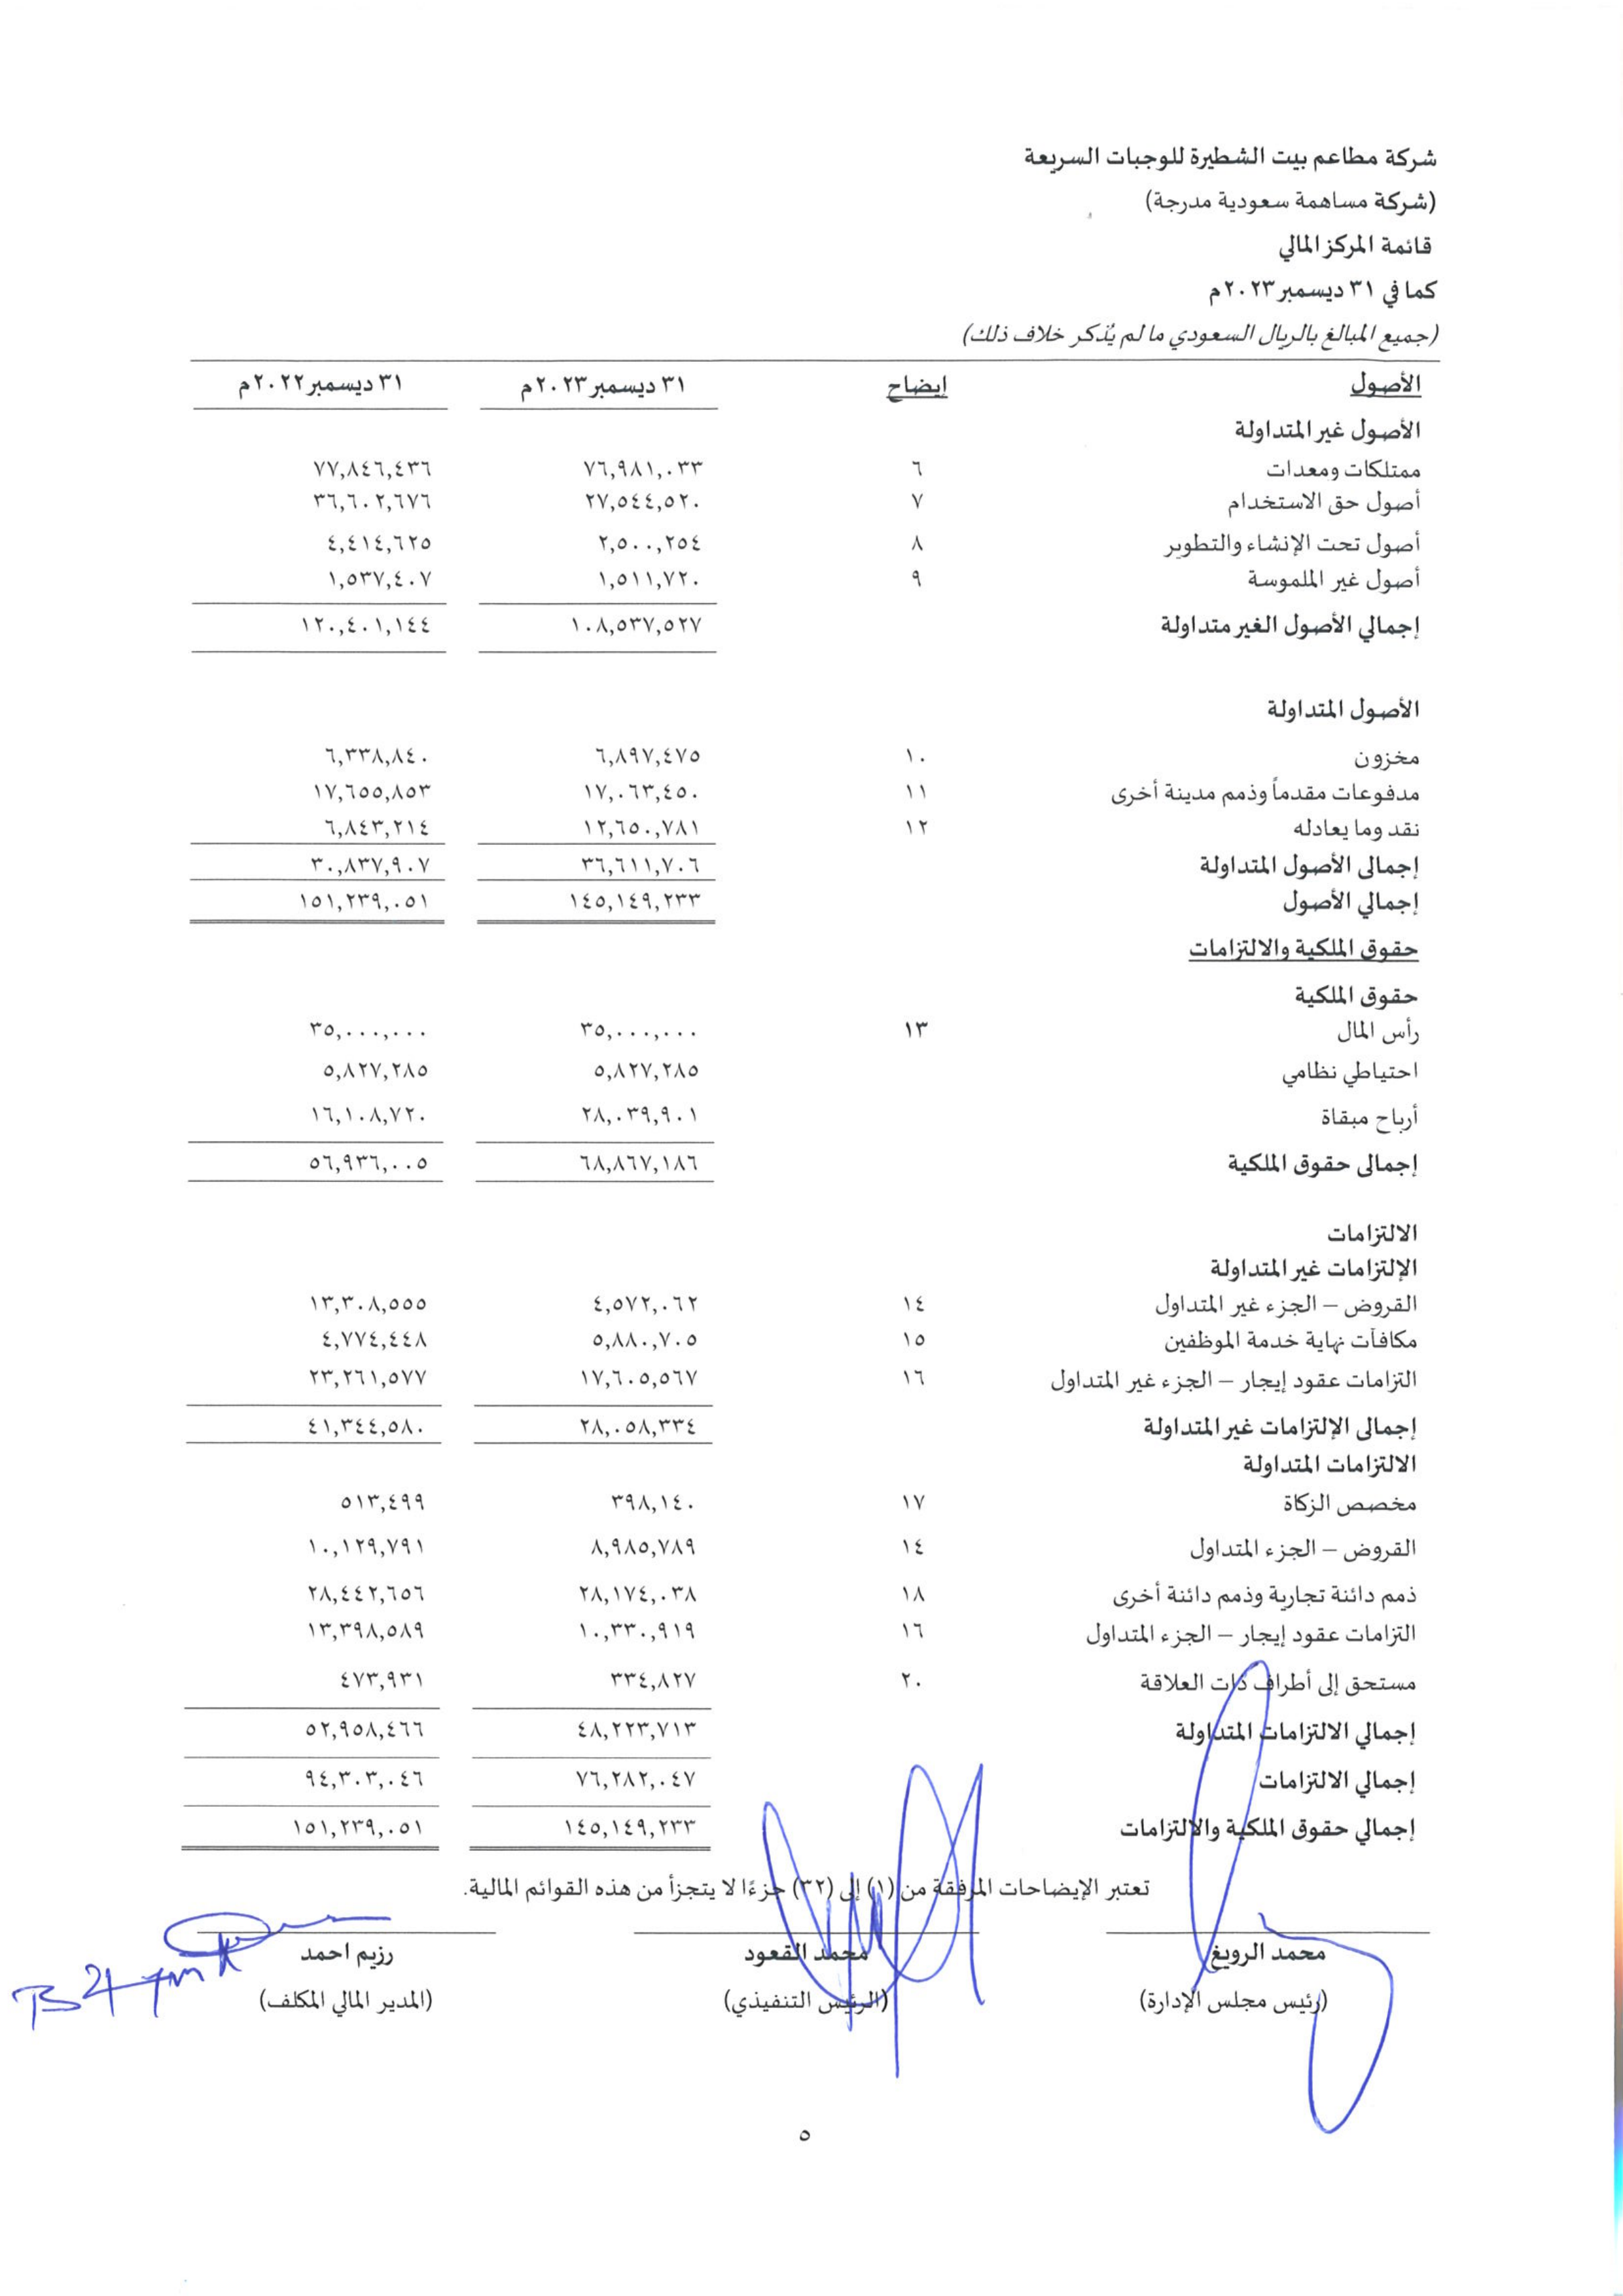 شركة مطاعم بيت الشطيرة للوجبات السريعة
(شركة مساهمة سعودية مدرجة)
قائمة المركز المالي
كما في ٣١ ديسمبر ٢٠٢٣م
(جميع المبالغ بالريال السعودي ما لم يُذكر خلاف ذلك)
الأصول إيضاح ٣١ ديسمبر ٢٠٢٣م ٣١ ديسمبر ٢٠٢٢م
الأصول غير المتداولة
ممتلكات ومعدات ٦ ٧٦,٩٨١,٠٣٣ ٧٧,٨٤٦,٤٣٦
أصول حق الاستخدام ٧ ٢٧,٥٤٤,٥٢٠ ٣٦,٦٠٢,٦٧٦
أصول تحت الإنشاء والتطوير ٨ ٢,٥٠٠,٢٥٤ ٤,٤١٤,٦٢٥
أصول غير الملموسة ٩ ١,٥١١,٧٢٠ ١,٥٣٧,٤٠٧
إجمالي الأصول الغير متداولة ١٠٨,٥٣٧,٥٢٧ ١٢٠,٤٠١,١٤٤
الأصول المتداولة
مخزون ١٠ ٦,٨٩٧,٤٧٥ ٦,٣٣٨,٨٤٠
مدفوعات مقدماً وذمم مدينة أخرى ١١ ١٧,٠٦٣,٤٥٠ ١٧,٦٥٥,٨٥٣
نقد وما يعادله ١٢ ١٢,٦٥٠,٧٨١ ٦,٨٤٣,٢١٤
إجمالى الأصول المتداولة ٣٦,٦١١,٧٠٦ ٣٠,٨٣٧,٩٠٧
إجمالي الأصول ١٤٥,١٤٩,٢٣٣ ١٥١,٢٣٩,٠٥١
حقوق الملكية والالتزامات
حقوق الملكية
رأس المال ١٣ ٣٥,٠٠٠,٠٠٠ ٣٥,٠٠٠,٠٠٠
احتياطي نظامي ٥,٨٢٧,٢٨٥ ٥,٨٢٧,٢٨٥
أرباح مبقاة ٢٨,٠٣٩,٩٠١ ١٦,١٠٨,٧٢٠
إجمالى حقوق الملكية ٦٨,٨٦٧,١٨٦ ٥٦,٩٣٦,٠٠٥
الالتزامات
الإلتزامات غير المتداولة
القروض – الجزء غير المتداول ١٤ ٤,٥٧٢,٠٦٢ ١٣,٣٠٨,٥٥٥
مكافآت نهاية خدمة الموظفين ١٥ ٥,٨٨٠,٧٠٥ ٤,٧٧٤,٤٤٨
التزامات عقود إيجار – الجزء غير المتداول ١٦ ١٧,٦٠٥,٥٦٧ ٢٣,٢٦١,٥٧٧
إجمالى الإلتزامات غير المتداولة ٢٨,٠٥٨,٣٣٤ ٤١,٣٤٤,٥٨٠
الالتزامات المتداولة
مخصص الزكاة ١٧ ٣٩٨,١٤٠ ٥١٣,٤٩٩
القروض – الجزء المتداول ١٤ ٨,٩٨٥,٧٨٩ ١٠,١٢٩,٧٩١
ذمم دائنة تجارية وذمم دائنة أخرى ١٨ ٢٨,١٧٤,٠٣٨ ٢٨,٤٤٢,٦٥٦
التزامات عقود إيجار – الجزء المتداول ١٦ ١٠,٣٣٠,٩١٩ ١٣,٣٩٨,٥٨٩
مستحق إلى أطراف ذات العلاقة ٢٠ ٣٣٤,٨٢٧ ٤٧٣,٩٣١
إجمالي الالتزامات المتداولة ٤٨,٢٢٣,٧١٣ ٥٢,٩٥٨,٤٦٦
إجمالي الالتزامات ٧٦,٢٨٢,٠٤٧ ٩٤,٣٠٣,٠٤٦
إجمالي حقوق الملكية والالتزامات ١٤٥,١٤٩,٢٣٣ ١٥١,٢٣٩,٠٥١
تعتبر الإيضاحات المرفقة من (١) إلى (٣٢) جزءًا لا يتجزأ من هذه القوائم المالية.
محمد الرويغ محمد القعود رزيم احمد
(رئيس مجلس الإدارة) (الرئيس التنفيذي) (المدير المالي المكلف)
٥